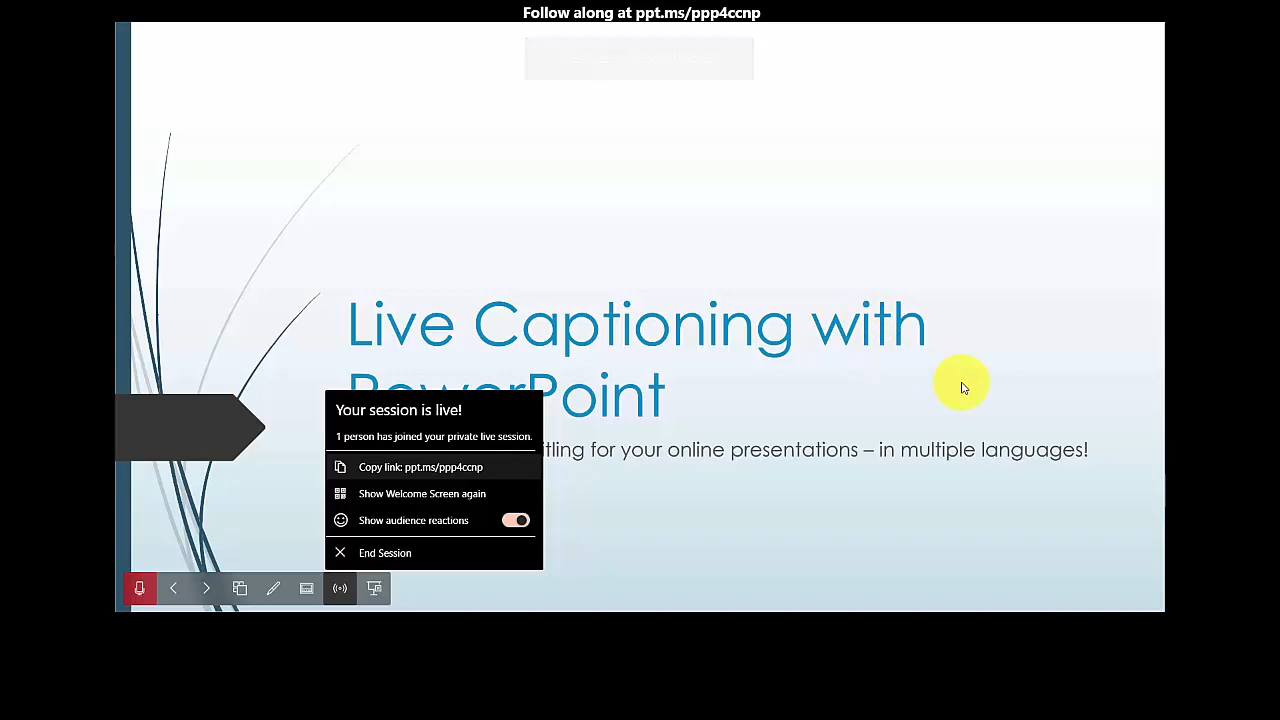 Follow along at ppt.ms/ppp4ccnp
Live Captioning with
PowerPoint
Your session is live!
1 person has joined your private live session.
itling for your online presentations – in multiple languages!
Copy link: ppt.ms/ppp4ccnp
Show Welcome Screen again
Show audience reactions
End Session